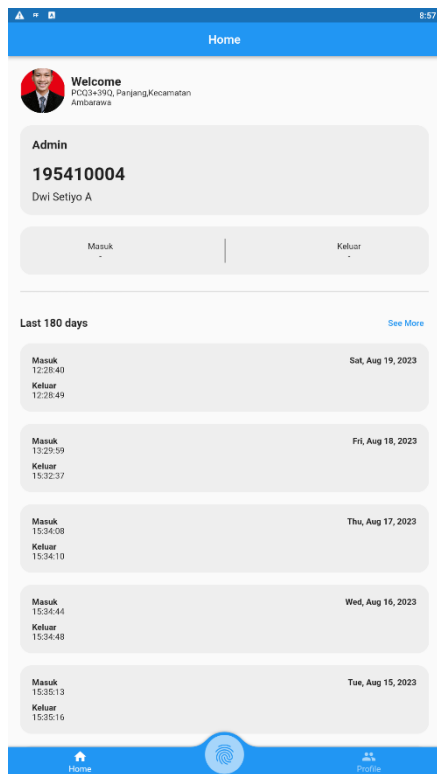 8:57
Home
Welcome
PCQ3+39Q, Panjang,Kecamatan
Ambarawa
Admin
195410004
Dwi Setiyo A
Masuk
-
Keluar
-
Last 180 days
See More
Masuk
Sat, Aug 19, 2023
12:28:40
Keluar
12:28:49
Masuk
Fri, Aug 18, 2023
13:29:59
Keluar
15:32:37
Masuk
Thu, Aug 17, 2023
15:34:08
Keluar
15:34:10
Masuk
Wed, Aug 16, 2023
15:34:44
Keluar
15:34:48
Masuk
Tue, Aug 15, 2023
15:35:13
Keluar
15:35:16
Home
Profile